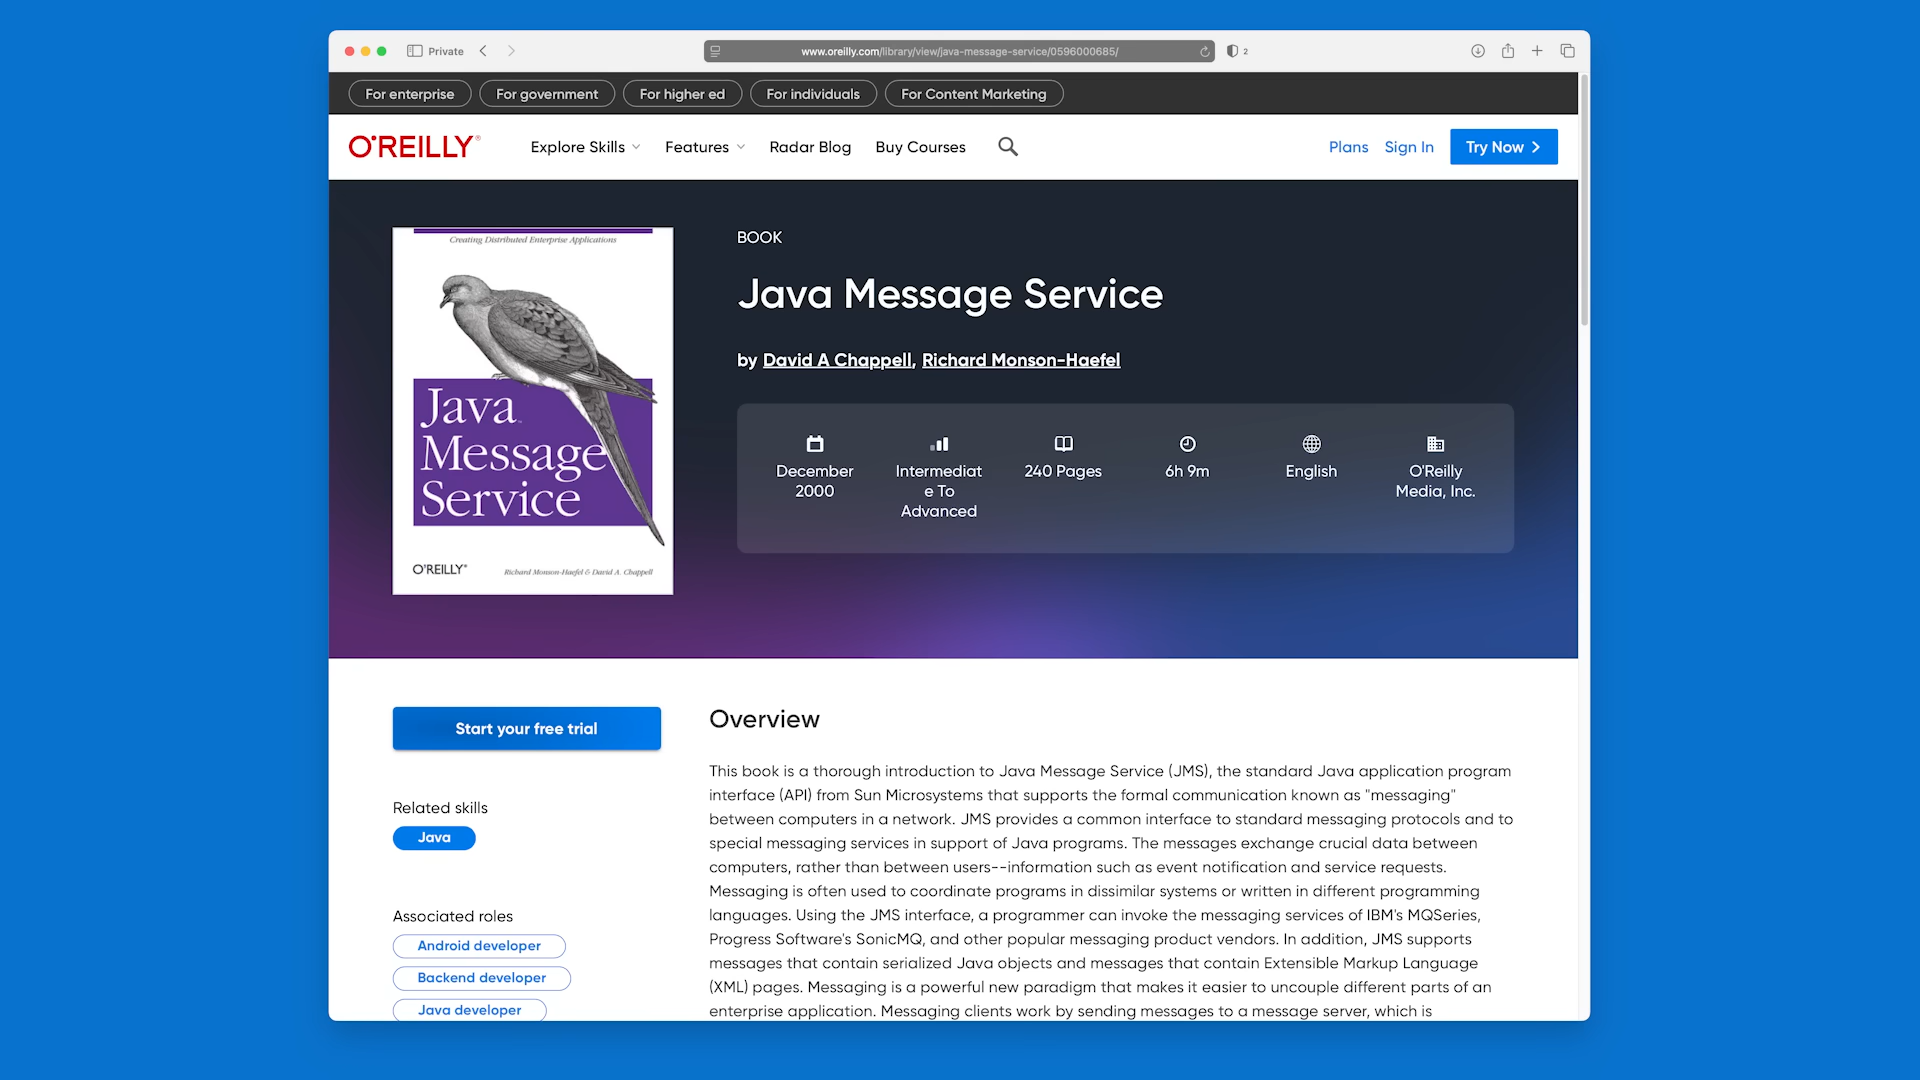 Private
www.oreilly.com/library/view/java-message-service/0596000685/
2
For enterprise
For government
For higher ed
For individuals
For Content Marketing
O'REILLY®
Explore Skills
Features
Radar Blog
Buy Courses
Plans
Sign In
Try Now
Creating Distributed Enterprise Applications
Java™
Message
Service
O'REILLY®
Richard Monson-Haefel & David A. Chappell
BOOK
Java Message Service
by David A Chappell, Richard Monson-Haefel
December
2000
Intermediat
e To
Advanced
240 Pages
6h 9m
English
O'Reilly
Media, Inc.
Start your free trial
Related skills
Java
Associated roles
Android developer
Backend developer
Java developer
Overview
This book is a thorough introduction to Java Message Service (JMS), the standard Java application program
interface (API) from Sun Microsystems that supports the formal communication known as "messaging"
between computers in a network. JMS provides a common interface to standard messaging protocols and to
special messaging services in support of Java programs. The messages exchange crucial data between
computers, rather than between users--information such as event notification and service requests.
Messaging is often used to coordinate programs in dissimilar systems or written in different programming
languages. Using the JMS interface, a programmer can invoke the messaging services of IBM's MQSeries,
Progress Software's SonicMQ, and other popular messaging product vendors. In addition, JMS supports
messages that contain serialized Java objects and messages that contain Extensible Markup Language
(XML) pages. Messaging is a powerful new paradigm that makes it easier to uncouple different parts of an
enterprise application. Messaging clients work by sending messages to a message server, which is